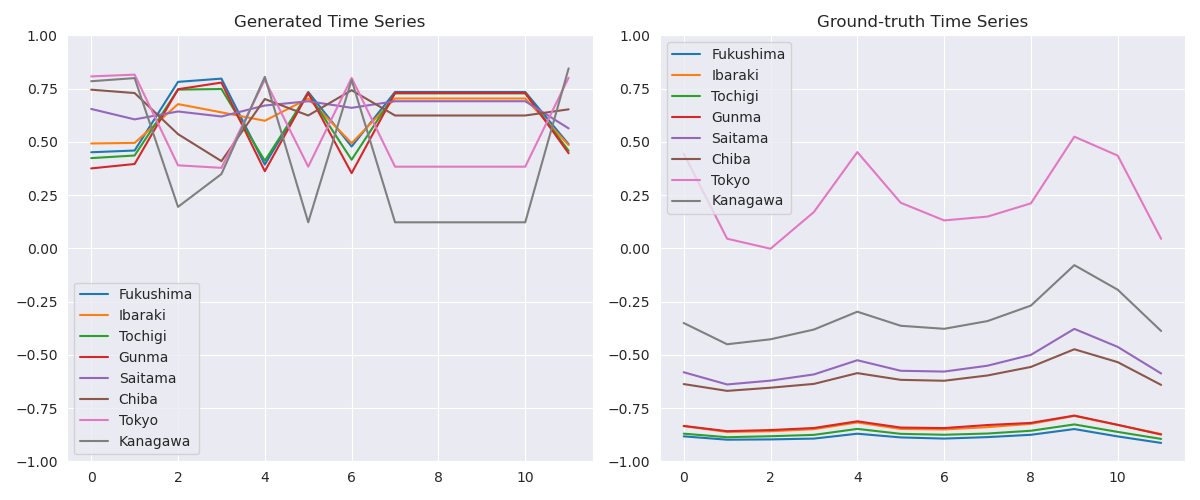 Generated Time Series
1.00
0.75
0.50
0.25
0.00
−0.25
−0.50
−0.75
−1.00
Fukushima
Ibaraki
Tochigi
Gunma
Saitama
Chiba
Tokyo
Kanagawa
0
2
4
6
8
10
Ground-truth Time Series
1.00
0.75
0.50
0.25
0.00
−0.25
−0.50
−0.75
−1.00
Fukushima
Ibaraki
Tochigi
Gunma
Saitama
Chiba
Tokyo
Kanagawa
0
2
4
6
8
10